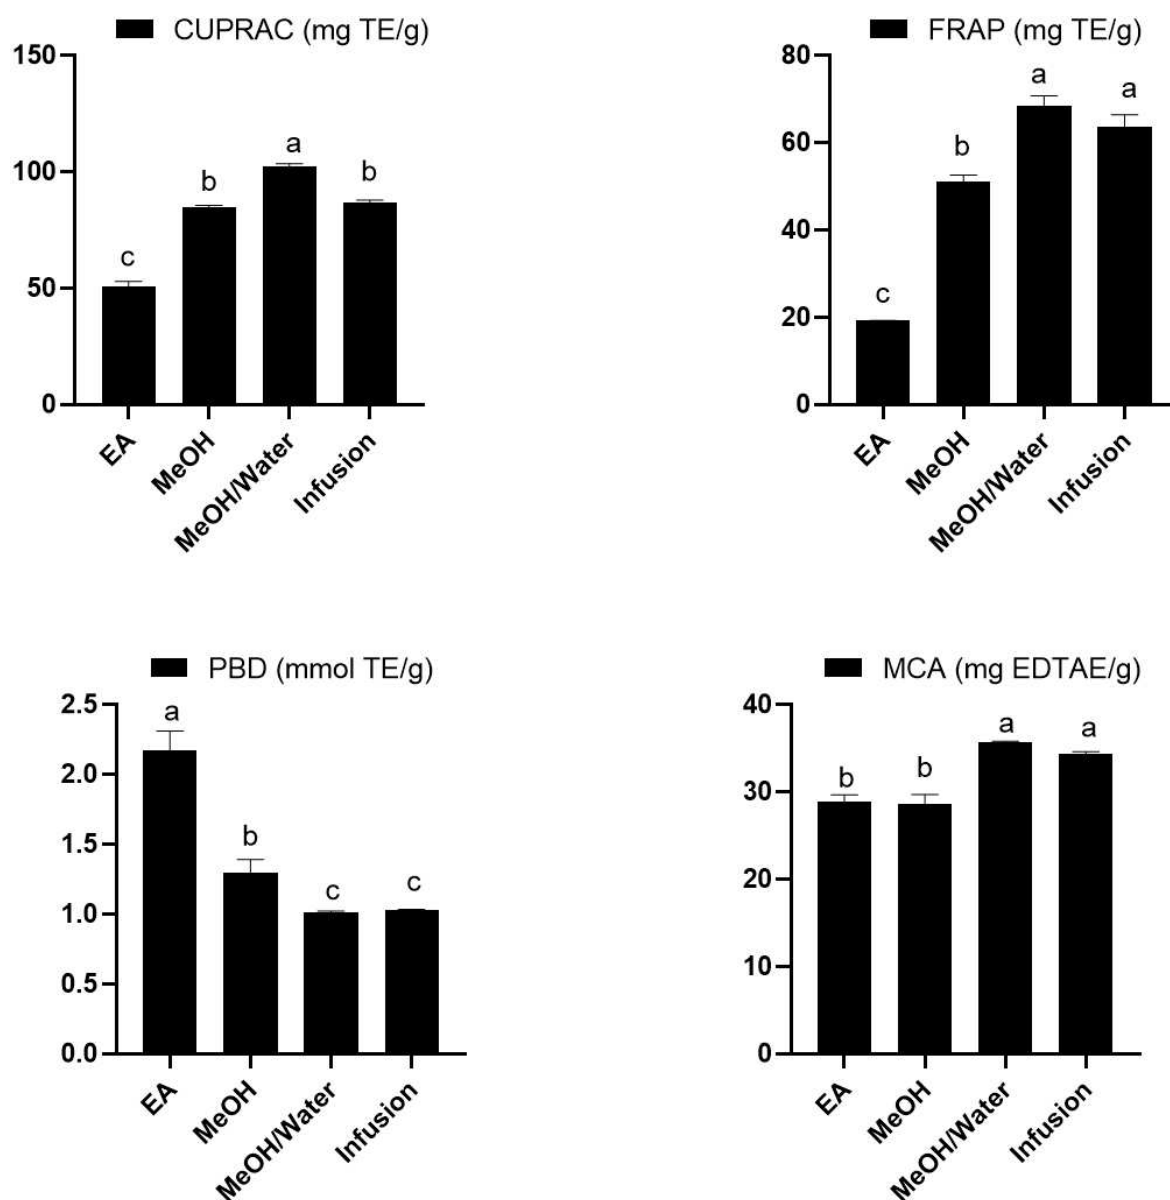 CUPRAC (mg TE/g)
150
100
50
0
c
b
a
b
EA
MeOH
MeOH/Water
Infusion
FRAP (mg TE/g)
80
60
40
20
0
c
b
a
a
EA
MeOH
MeOH/Water
Infusion
PBD (mmol TE/g)
2.5
2.0
1.5
1.0
0.5
0.0
a
b
c
c
EA
MeOH
MeOH/Water
Infusion
MCA (mg EDTAE/g)
40
30
20
10
0
b
b
a
a
EA
MeOH
MeOH/Water
Infusion